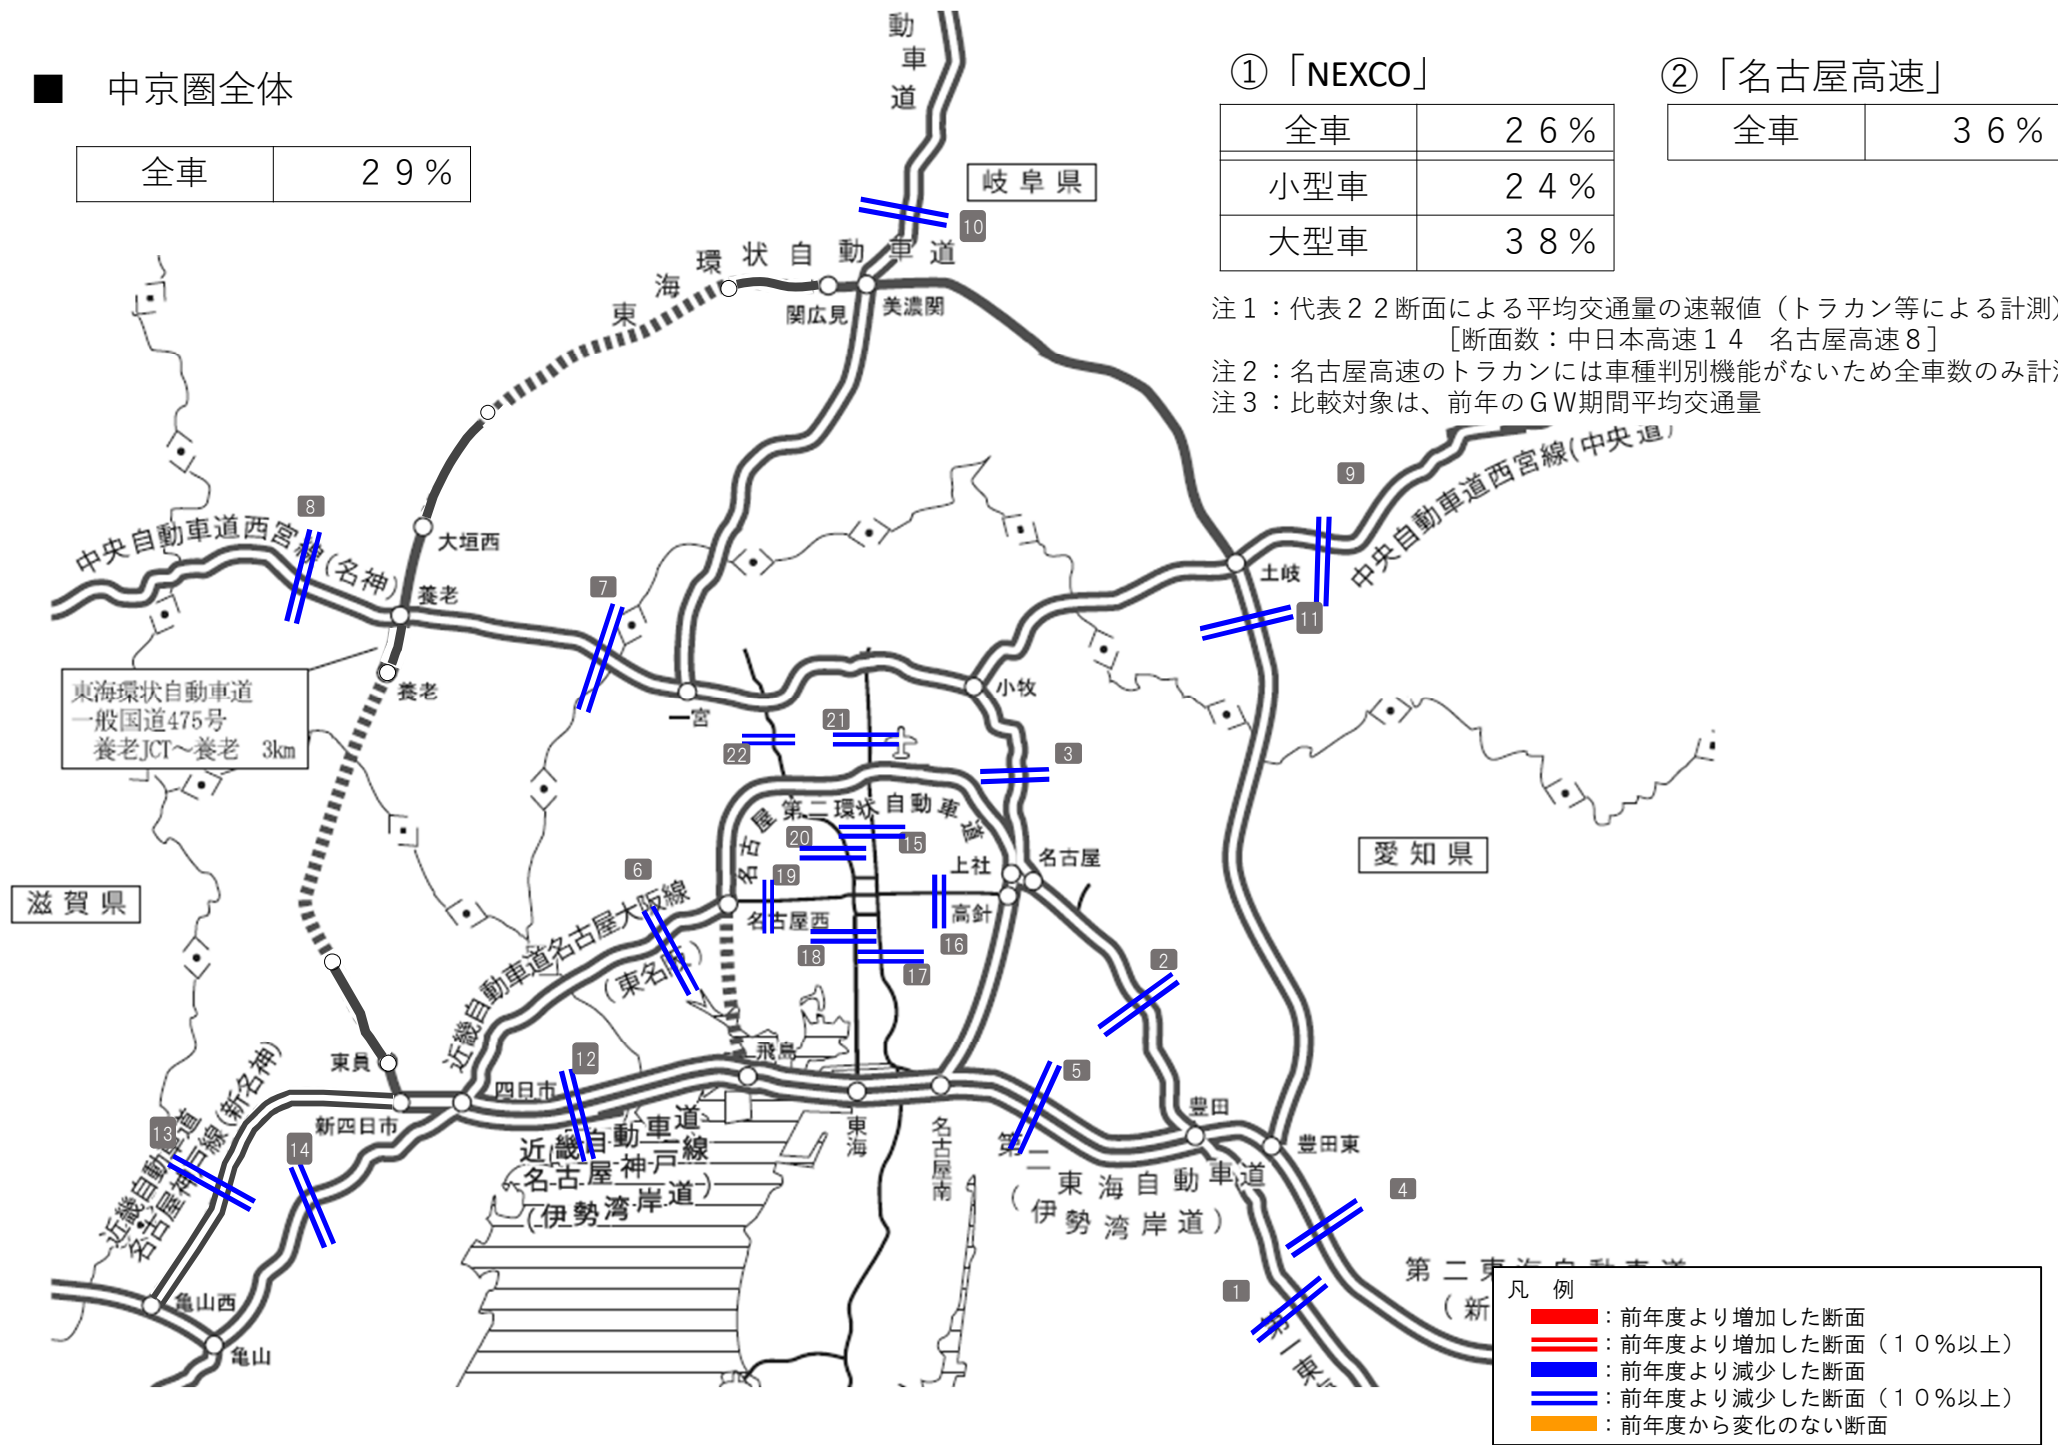 ■ 中京圏全体
全車 29%
①「NEXCO」
全車 26%
小型車 24%
大型車 38%
②「名古屋高速」
全車 36%
注1：代表22断面による平均交通量の速報値（トラカン等による計測）
［断面数：中日本高速14 名古屋高速8］
注2：名古屋高速のトラカンには車種判別機能がないため全車数のみ計
注3：比較対象は、前年のGW期間平均交通量
動車道
岐阜県
10
東海環状自動車道
関広見
美濃関
中央自動車道西宮線(中央道)
9
8
中央自動車道西宮線(名神)
大垣西
養老
7
土岐
11
養老
東海環状自動車道
一般国道475号
養老JCT～養老 3km
一宮
小牧
22
21
3
名古屋第二環状自動車道
20
15
上社
名古屋
愛知県
滋賀県
6
19
名古屋西
高針
16
18
17
2
近畿自動車道名古屋大阪線
(東名阪)
飛島
東員
12
四日市
5
新四日市
豊田
豊田東
東海
名古屋南
13
近畿自動車道
名古屋神戸線(新名神)
14
近畿自動車道
名古屋神戸線
(伊勢湾岸道)
第二東海自動車道
(伊勢湾岸道)
4
亀山西
亀山
1
第一東
第二東海自動車道
(新
凡 例
：前年度より増加した断面
：前年度より増加した断面（10%以上）
：前年度より減少した断面
：前年度より減少した断面（10%以上）
：前年度から変化のない断面